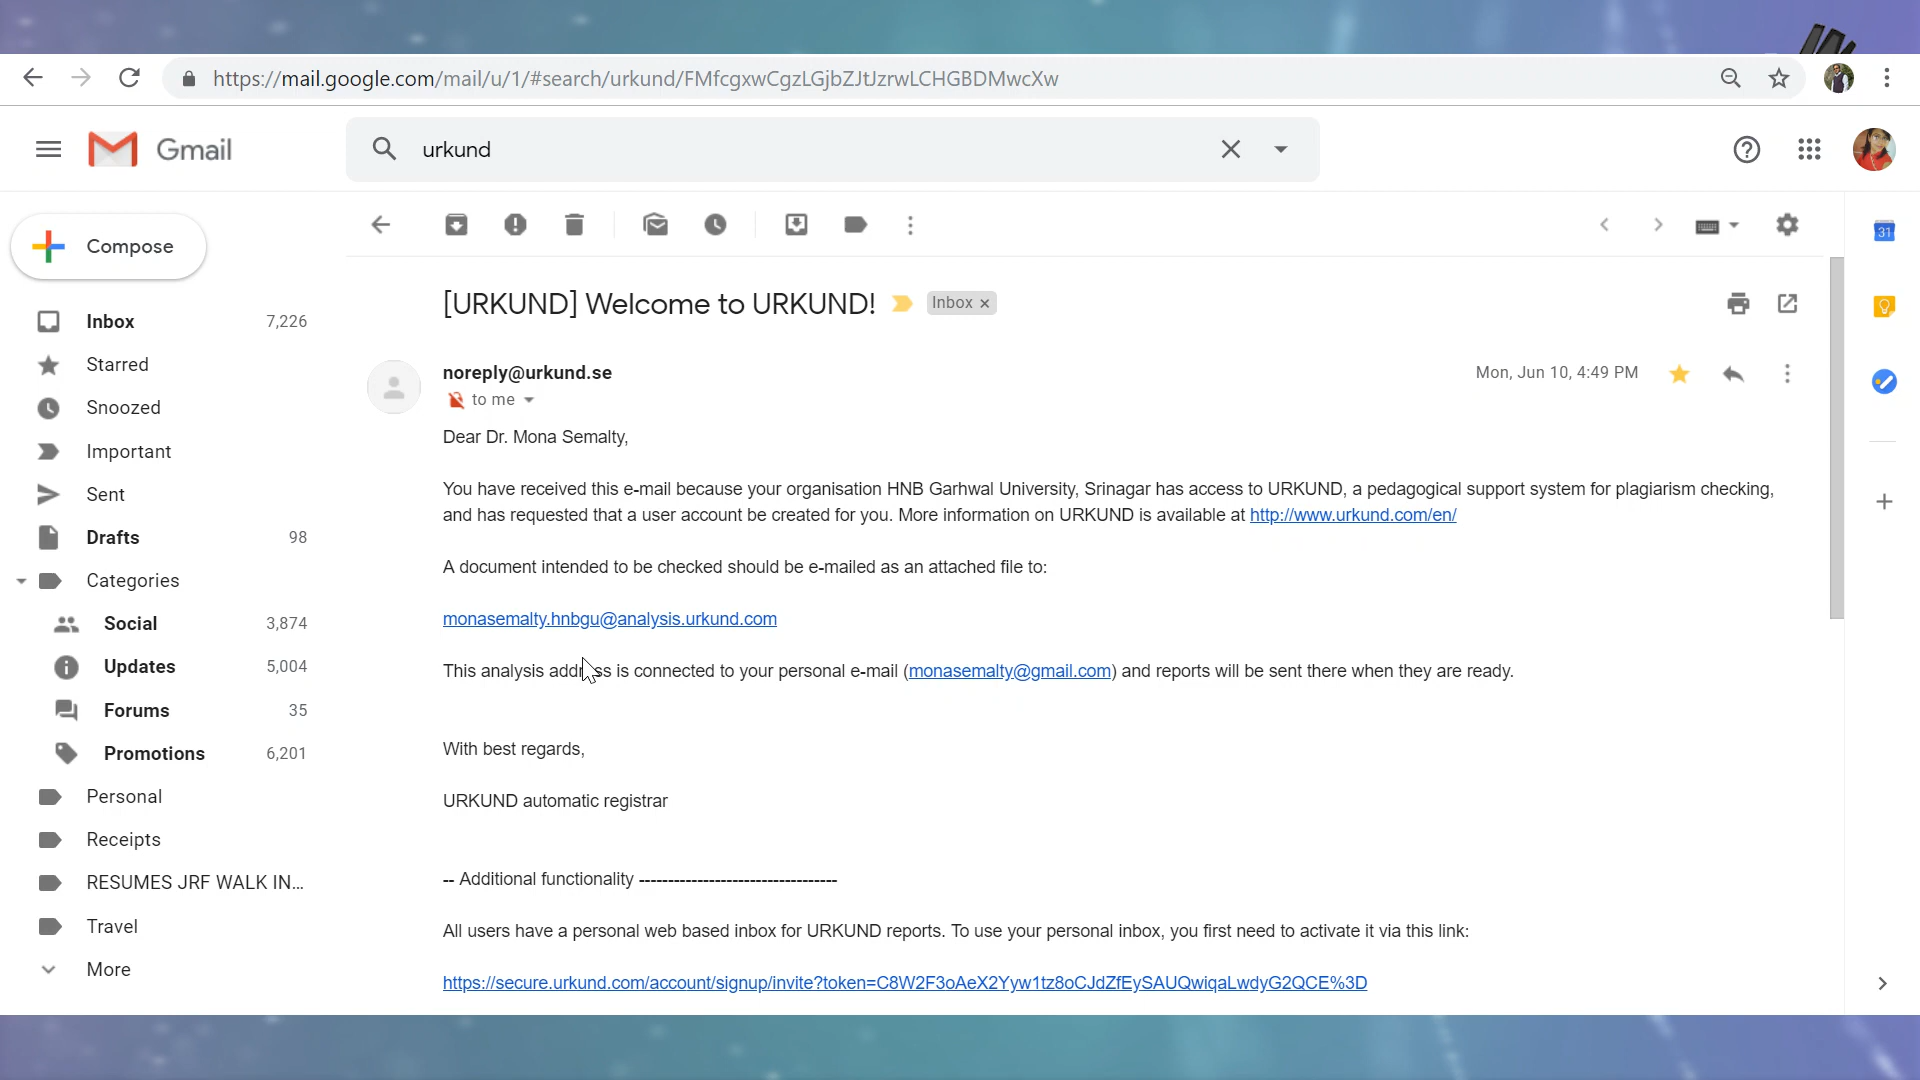 https://mail.google.com/mail/u/1/#search/urkund/FMfcgxwCgzLGjbZJtJzrwLCHGBDMwcXw
Gmail
urkund
Compose
[URKUND] Welcome to URKUND!
Inbox
31
Inbox 7,226
Starred
Snoozed
Important
Sent
Drafts 98
Categories
Social 3,874
Updates 5,004
Forums 35
Promotions 6,201
Personal
Receipts
RESUMES JRF WALK IN...
Travel
More
noreply@urkund.se
Mon, Jun 10, 4:49 PM
to me
Dear Dr. Mona Semalty,
You have received this e-mail because your organisation HNB Garhwal University, Srinagar has access to URKUND, a pedagogical support system for plagiarism checking,
and has requested that a user account be created for you. More information on URKUND is available at http://www.urkund.com/en/
A document intended to be checked should be e-mailed as an attached file to:
monasemalty.hnbgu@analysis.urkund.com
This analysis address is connected to your personal e-mail (monasemalty@gmail.com) and reports will be sent there when they are ready.
With best regards,
URKUND automatic registrar
-- Additional functionality ----------------------------------
All users have a personal web based inbox for URKUND reports. To use your personal inbox, you first need to activate it via this link:
https://secure.urkund.com/account/signup/invite?token=C8W2F3oAeX2Yyw1tz8oCJdZfEySAUQwiqaLwdyG2QCE%3D